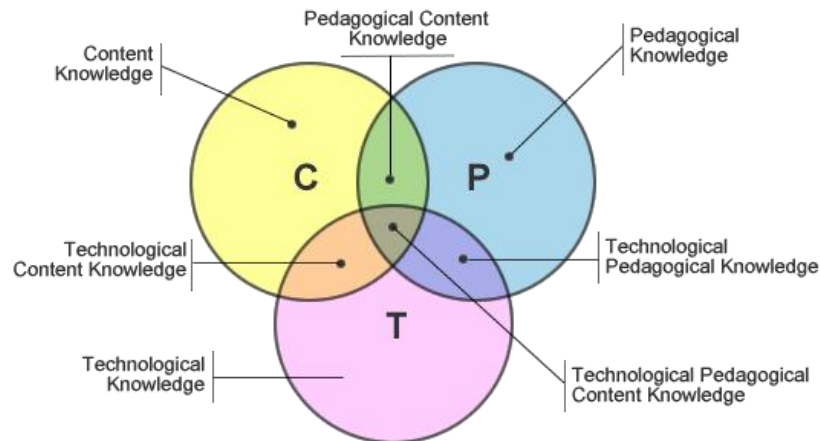 Pedagogical Content
Knowledge
Content
Knowledge
Pedagogical
Knowledge
C
P
Technological
Content Knowledge
Technological
Pedagogical Knowledge
T
Technological
Knowledge
Technological Pedagogical
Content Knowledge